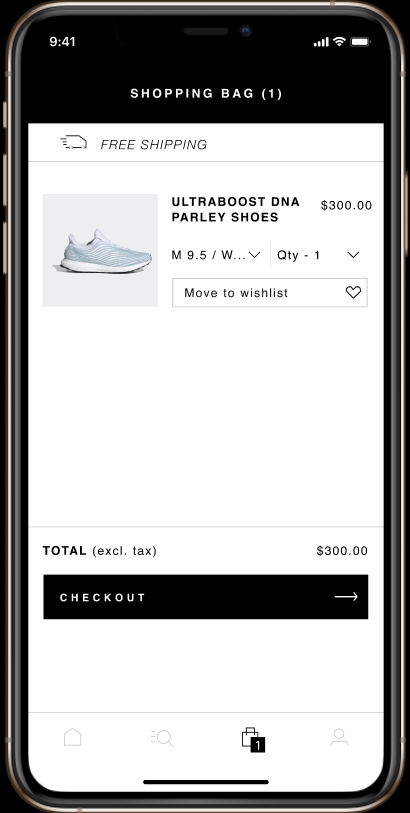 9:41
SHOPPING BAG (1)
FREE SHIPPING
ULTRABOOST DNA
PARLEY SHOES
$300.00
M 9.5 / W...
Qty - 1
Move to wishlist
TOTAL (excl. tax)
$300.00
CHECKOUT
1